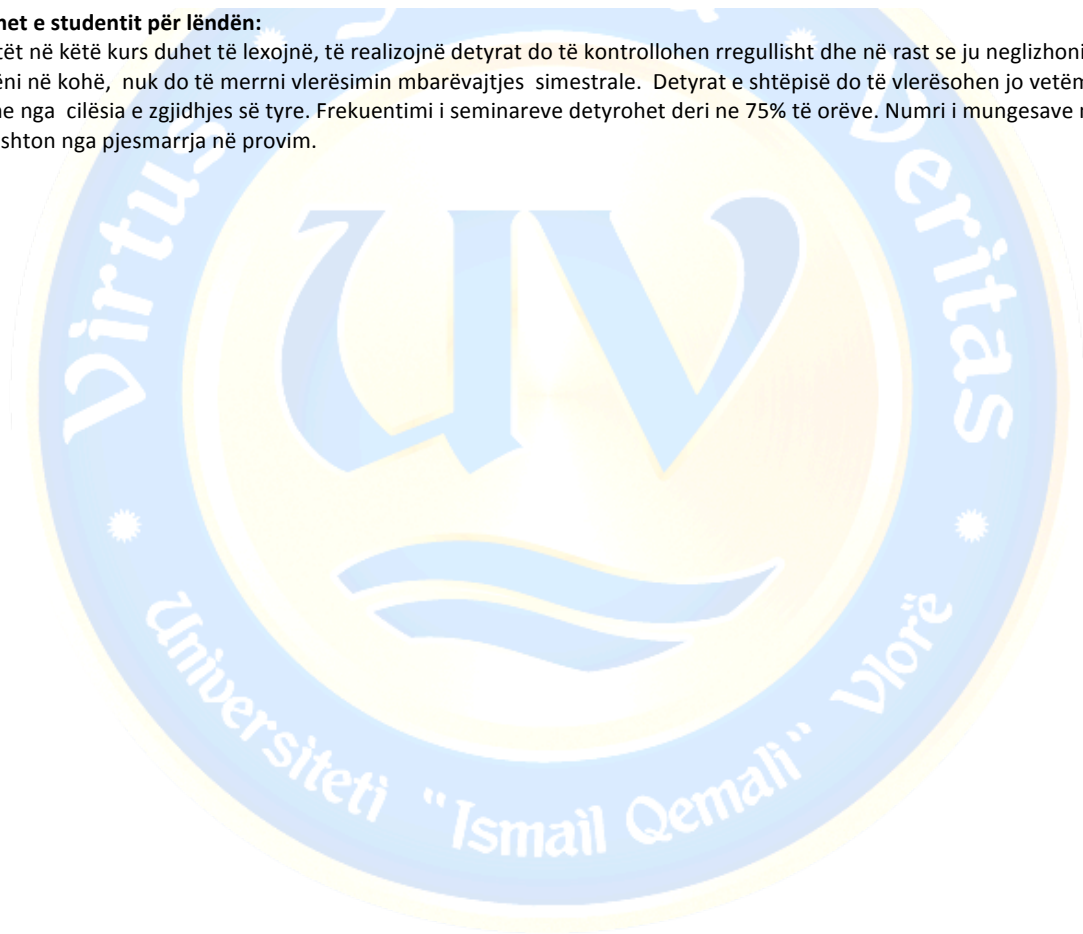 het e studentit për lëndën:
tët në këtë kurs duhet të lexojnë, të realizojnë detyrat do të kontrollohen rregullisht dhe në rast se ju neglizhoni
ëni në kohë, nuk do të merrni vlerësimin mbarëvajtjes simestrale. Detyrat e shtëpisë do të vlerësohen jo vetëm
he nga cilësia e zgjidhjes së tyre. Frekuentimi i seminareve detyrohet deri ne 75% të orëve. Numri i mungesave
shton nga pjesmarrja në provim.
Virtus Veritas
UV
Universiteti "Ismail Qemali" Vlorë